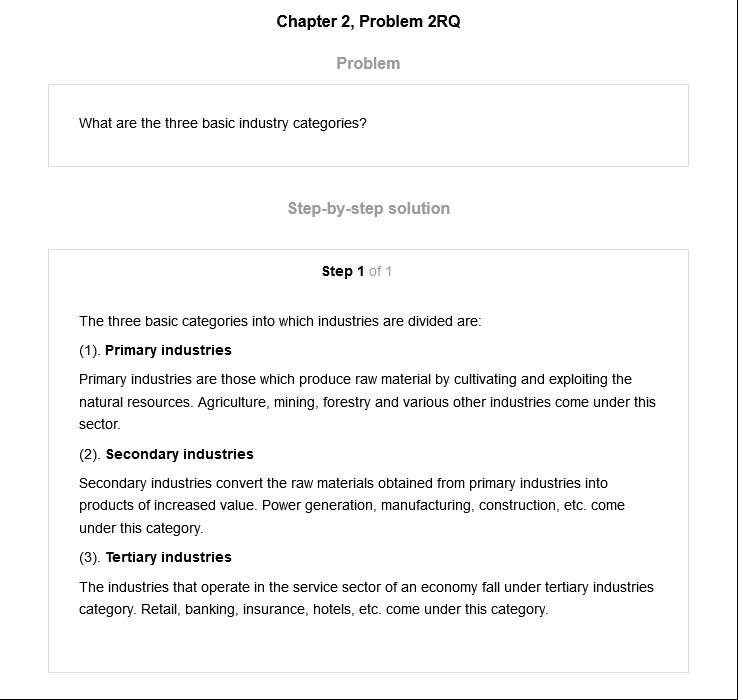 Chapter 2, Problem 2RQ
Problem
What are the three basic industry categories?
Step-by-step solution
Step 1 of 1
The three basic categories into which industries are divided are:
(1). Primary industries
Primary industries are those which produce raw material by cultivating and exploiting the
natural resources. Agriculture, mining, forestry and various other industries come under this
sector.
(2). Secondary industries
Secondary industries convert the raw materials obtained from primary industries into
products of increased value. Power generation, manufacturing, construction, etc. come
under this category.
(3). Tertiary industries
The industries that operate in the service sector of an economy fall under tertiary industries
category. Retail, banking, insurance, hotels, etc. come under this category.